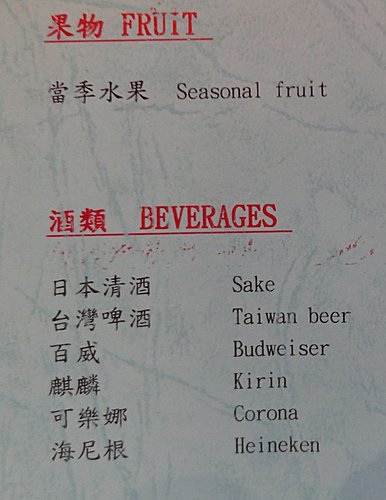 果物 FRUiT
當季水果 Seasonal fruit
酒類 BEVERAGES
日本清酒 Sake
台灣啤酒 Taiwan beer
百威 Budweiser
麒麟 Kirin
可樂娜 Corona
海尼根 Heineken